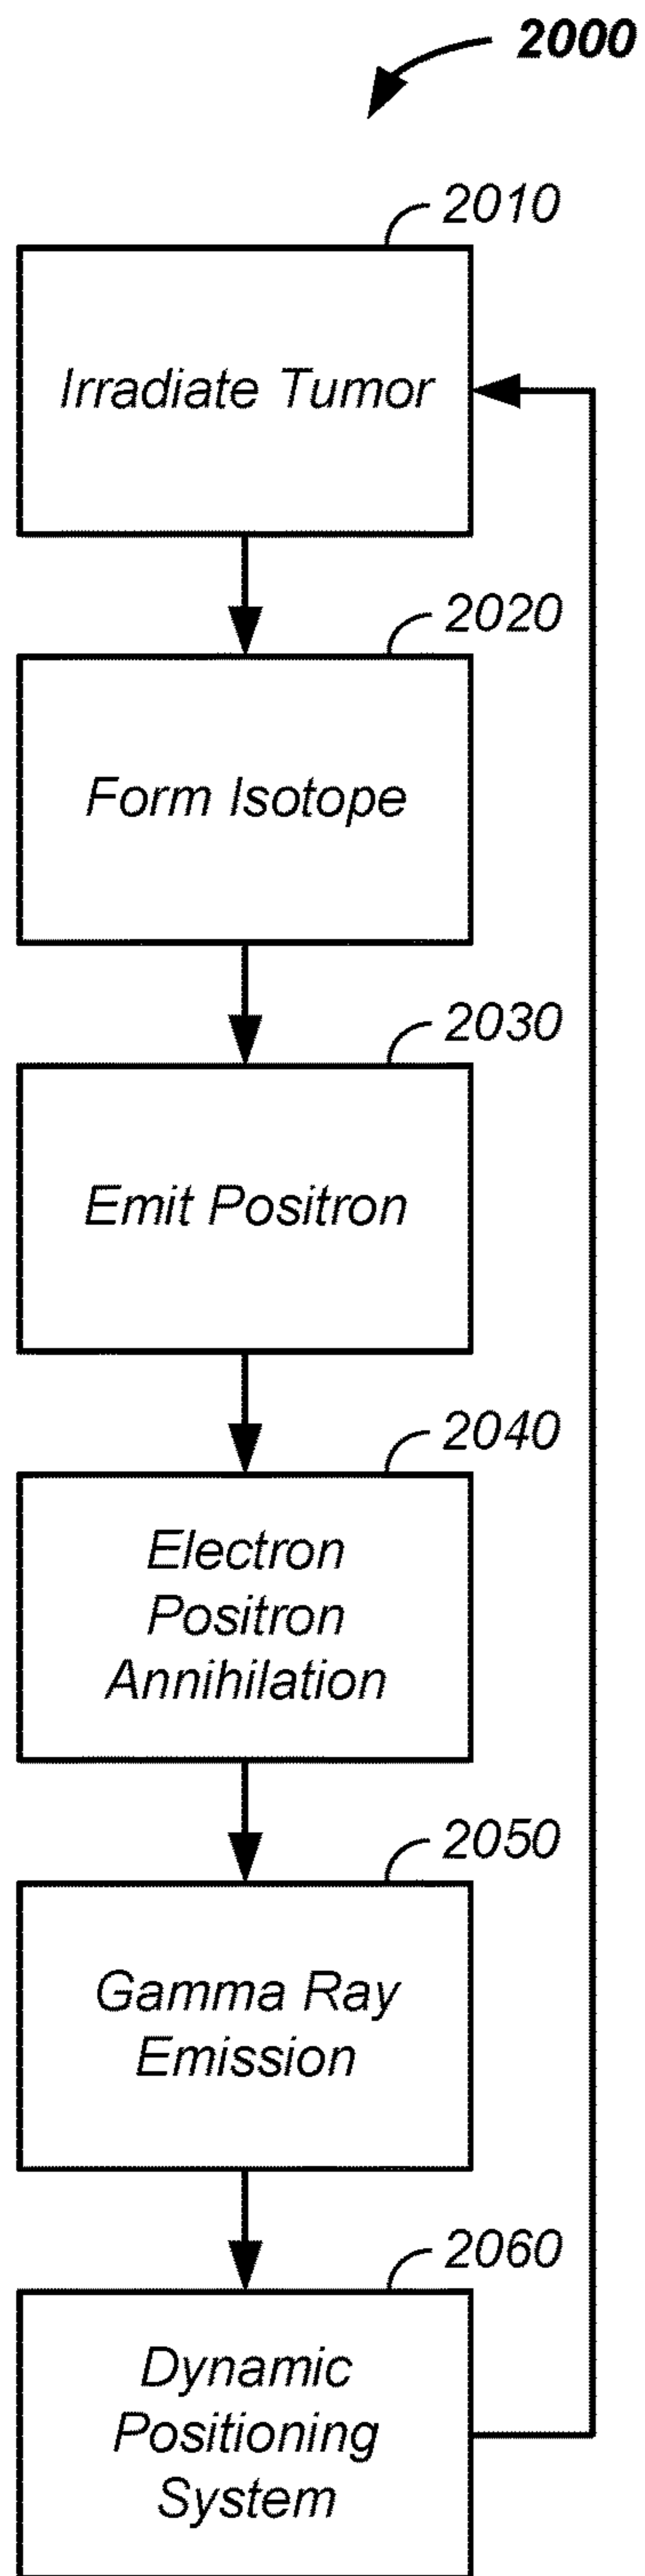 2000
2010
Irradiate Tumor
2020
Form Isotope
2030
Emit Positron
2040
Electron
Positron
Annihilation
2050
Gamma Ray
Emission
2060
Dynamic
Positioning
System